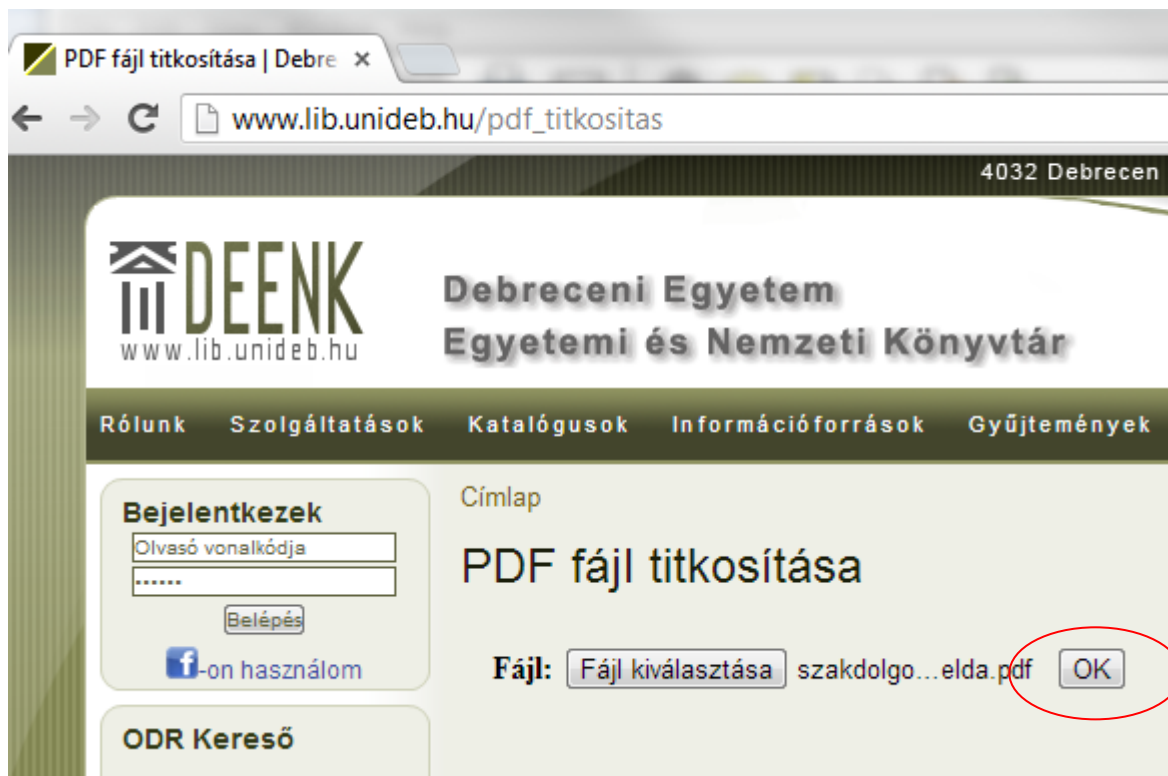 PDF fájl titkosítása | Debre ×
www.lib.unideb.hu/pdf_titkositas
4032 Debrecen
DEENK
www.lib.unideb.hu
Debreceni Egyetem
Egyetemi és Nemzeti Könyvtár
Rólunk Szolgáltatások Katalógusok Információforrások Gyűjtemények
Bejelentkezek
Olvasó vonalkódja
••••••
Belépés
f-on használom
ODR Kereső
Címlap
PDF fájl titkosítása
Fájl: Fájl kiválasztása szakdolgo...elda.pdf OK